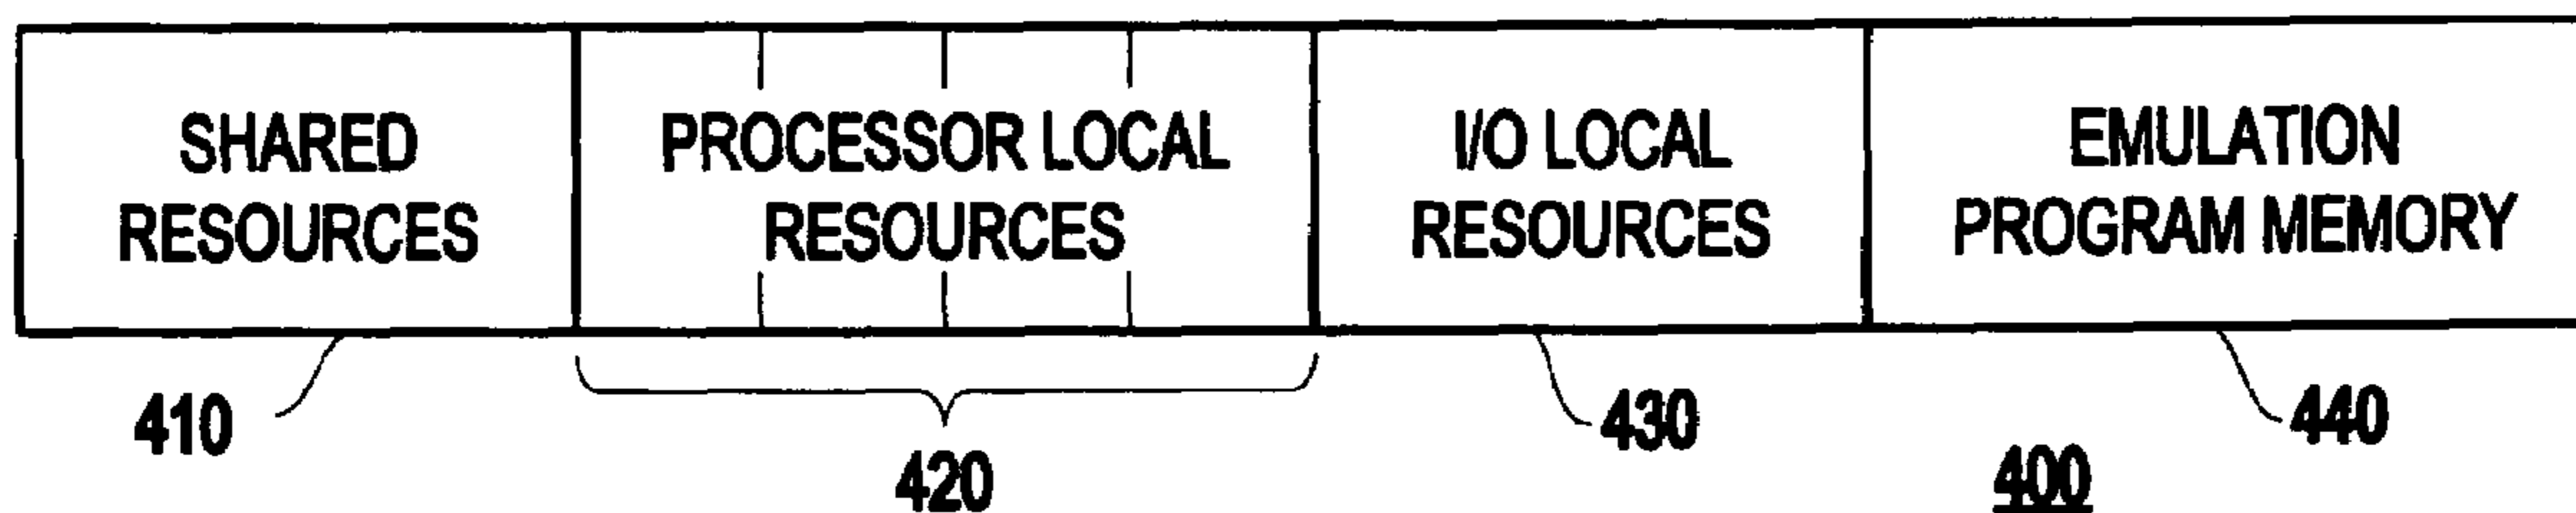 SHARED
RESOURCES
PROCESSOR LOCAL
RESOURCES
I/O LOCAL
RESOURCES
EMULATION
PROGRAM MEMORY
410
420
430
440
400